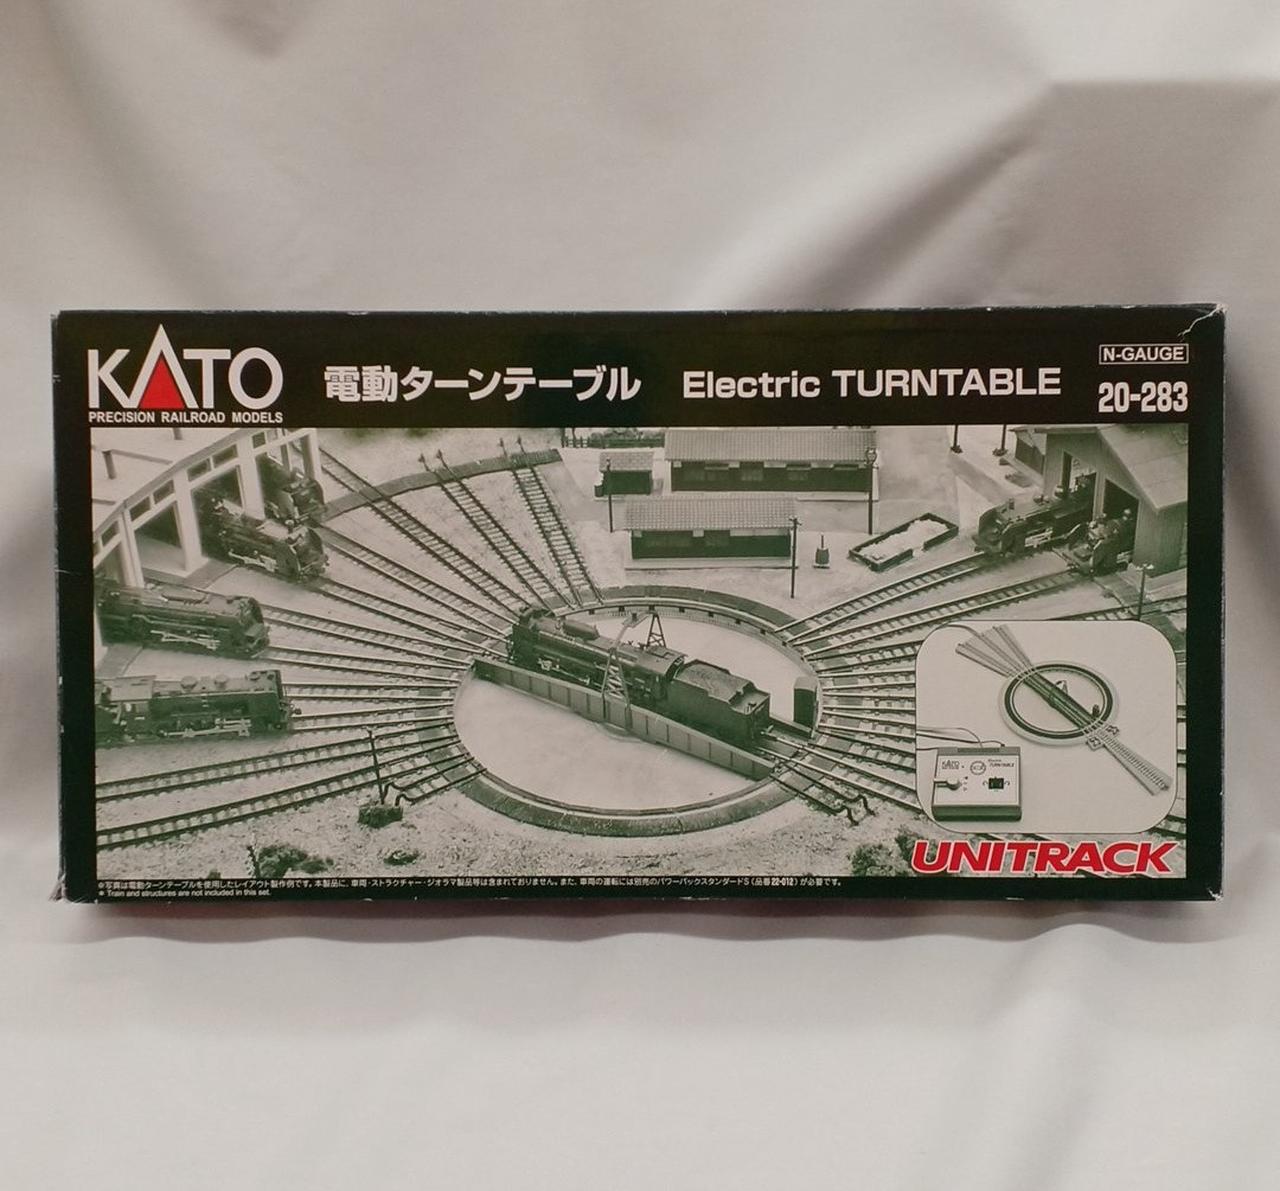 KATO
PRECISION RAILROAD MODELS
電動ターンテーブル Electric TURNTABLE
N-GAUGE
20-283
KATO
Electric
TURNTABLE
UNITRACK
※写真は電動ターンテーブルを使用したレイアウト製作例です。本製品に、車両・ストラクチャー・ジオラマ製品等は含まれておりません。また、車両の運転には別売のパワーパックスタンダードS(品番22-012)が必要です。
* Train and structures are not included in this set.